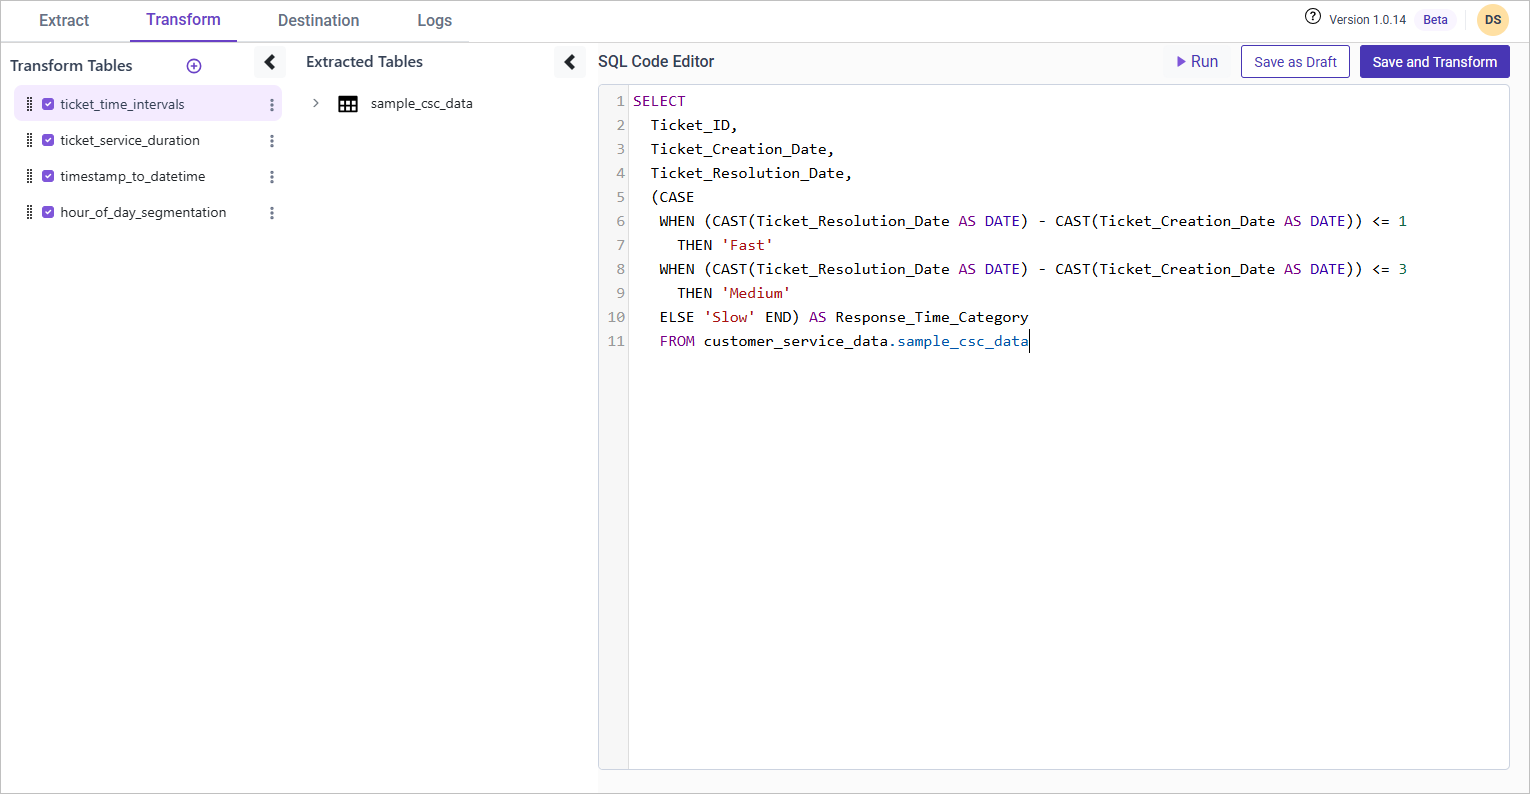 Extract Transform Destination Logs Version 1.0.14 Beta DS
Transform Tables
ticket_time_intervals
ticket_service_duration
timestamp_to_datetime
hour_of_day_segmentation
Extracted Tables
sample_csc_data
SQL Code Editor Run Save as Draft Save and Transform
1 SELECT
2   Ticket_ID,
3   Ticket_Creation_Date,
4   Ticket_Resolution_Date,
5   (CASE
6    WHEN (CAST(Ticket_Resolution_Date AS DATE) - CAST(Ticket_Creation_Date AS DATE)) <= 1
7      THEN 'Fast'
8    WHEN (CAST(Ticket_Resolution_Date AS DATE) - CAST(Ticket_Creation_Date AS DATE)) <= 3
9      THEN 'Medium'
10    ELSE 'Slow' END) AS Response_Time_Category
11    FROM customer_service_data.sample_csc_data